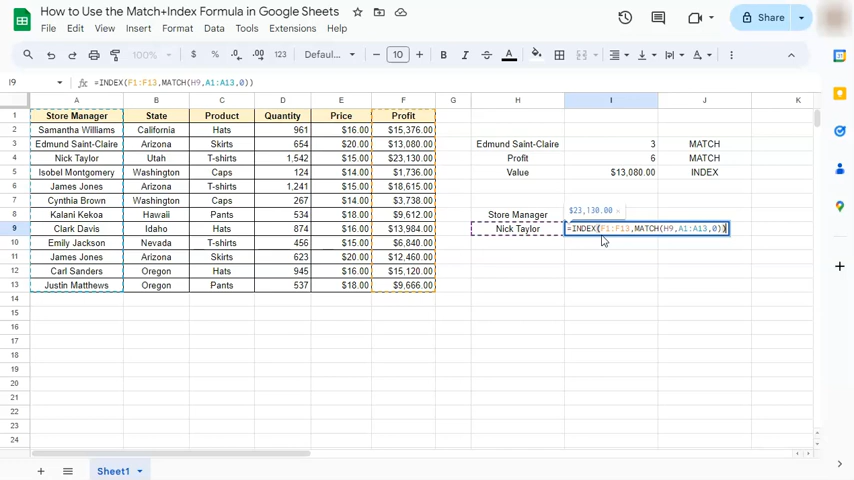 How to Use the Match+Index Formula in Google Sheets
File Edit View Insert Format Data Tools Extensions Help
Share
100% $ % .0 .00 123 Defaul... 10 B I A
I9 fx =INDEX(F1:F13,MATCH(H9,A1:A13,0))
A B C D E F G H I J K
1 Store Manager State Product Quantity Price Profit
2 Samantha Williams California Hats 961 $16.00 $15,376.00
3 Edmund Saint-Claire Arizona Skirts 654 $20.00 $13,080.00 Edmund Saint-Claire 3 MATCH
4 Nick Taylor Utah T-shirts 1,542 $15.00 $23,130.00 Profit 6 MATCH
5 Isobel Montgomery Washington Caps 124 $14.00 $1,736.00 Value $13,080.00 INDEX
6 James Jones Arizona T-shirts 1,241 $15.00 $18,615.00
7 Cynthia Brown Washington Caps 267 $14.00 $3,738.00
$23,130.00 ×
8 Kalani Kekoa Hawaii Pants 534 $18.00 $9,612.00 Store Manager
9 Clark Davis Idaho Hats 874 $16.00 $13,984.00 Nick Taylor =INDEX(F1:F13,MATCH(H9,A1:A13,0))
10 Emily Jackson Nevada T-shirts 456 $15.00 $6,840.00
11 James Jones Arizona Skirts 623 $20.00 $12,460.00
12 Carl Sanders Oregon Hats 945 $16.00 $15,120.00
13 Justin Matthews Oregon Pants 537 $18.00 $9,666.00
14
15
16
17
18
19
20
21
22
23
24
Sheet1